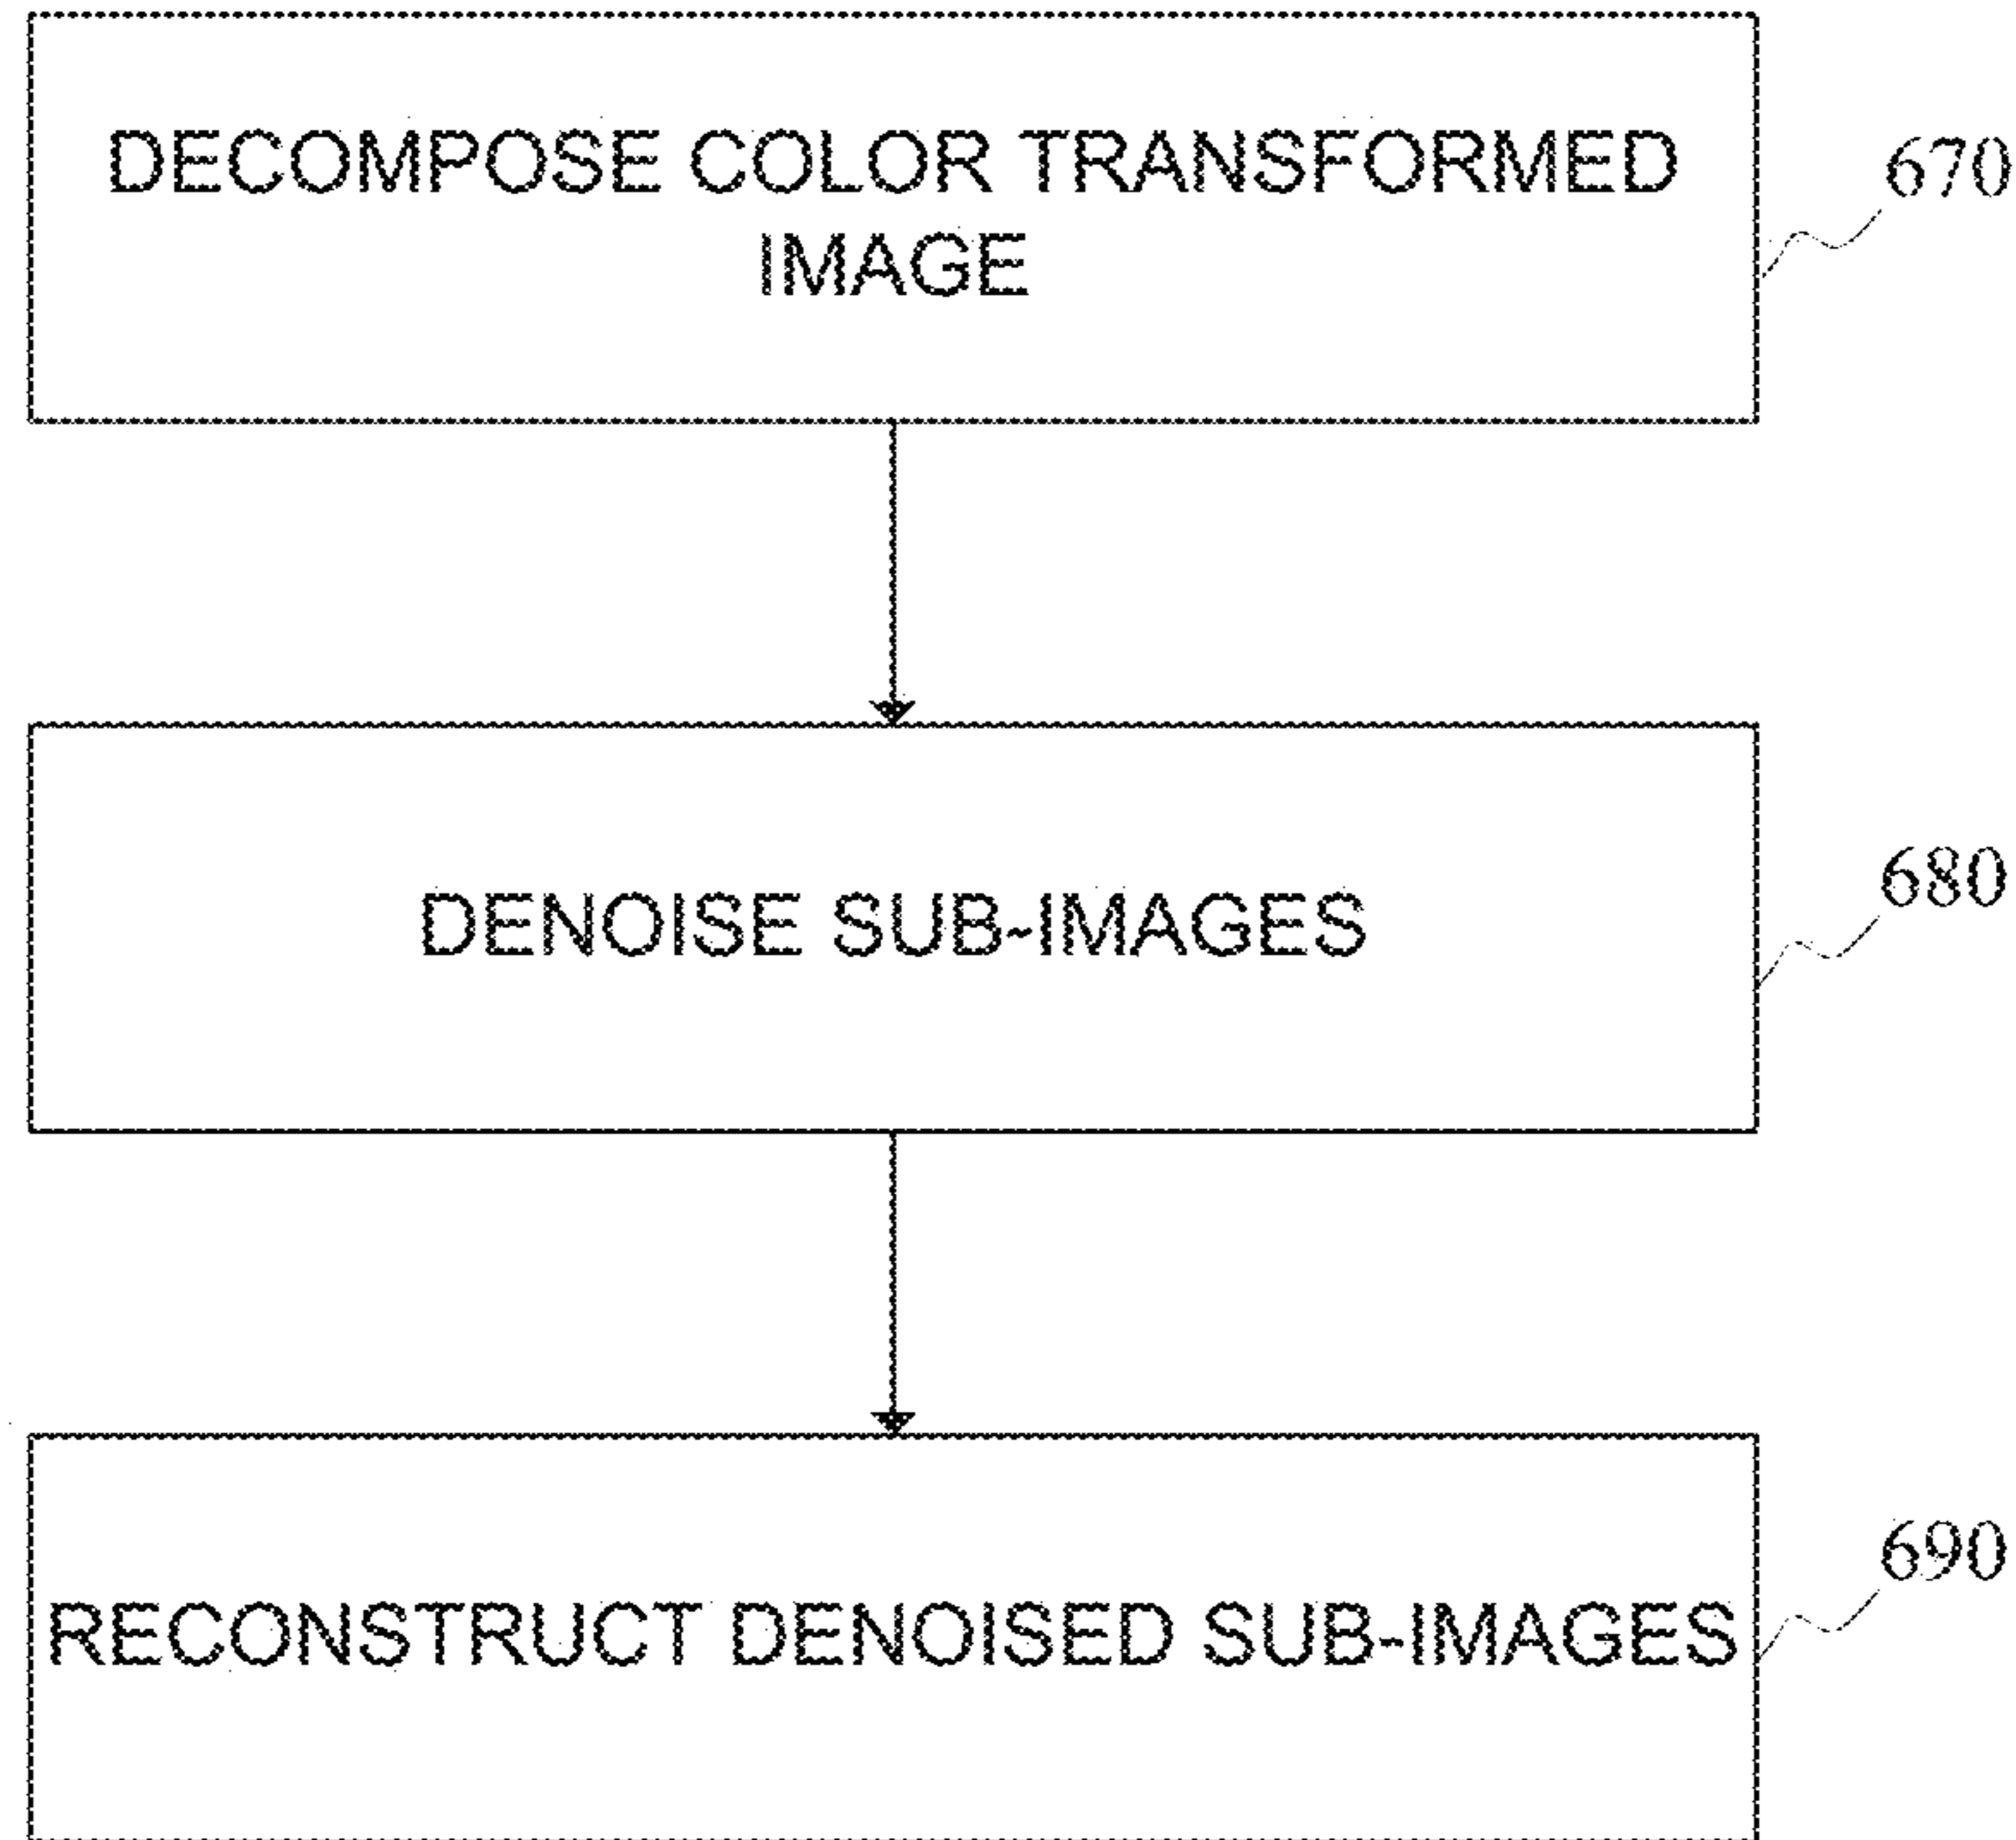 DECOMPOSE COLOR TRANSFORMED
IMAGE
670
DENOISE SUB-IMAGES
680
RECONSTRUCT DENOISED SUB-IMAGES
690